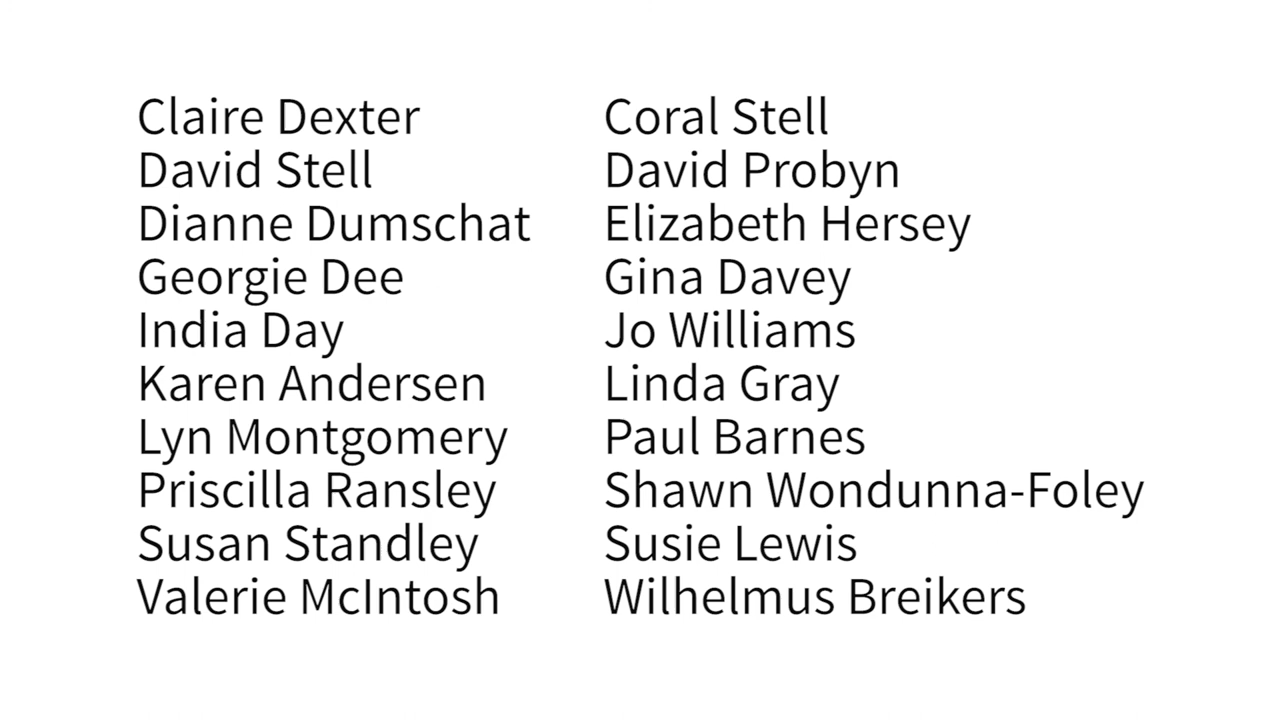 Claire Dexter
David Stell
Dianne Dumschat
Georgie Dee
India Day
Karen Andersen
Lyn Montgomery
Priscilla Ransley
Susan Standley
Valerie McIntosh
Coral Stell
David Probyn
Elizabeth Hersey
Gina Davey
Jo Williams
Linda Gray
Paul Barnes
Shawn Wondunna-Foley
Susie Lewis
Wilhelmus Breikers